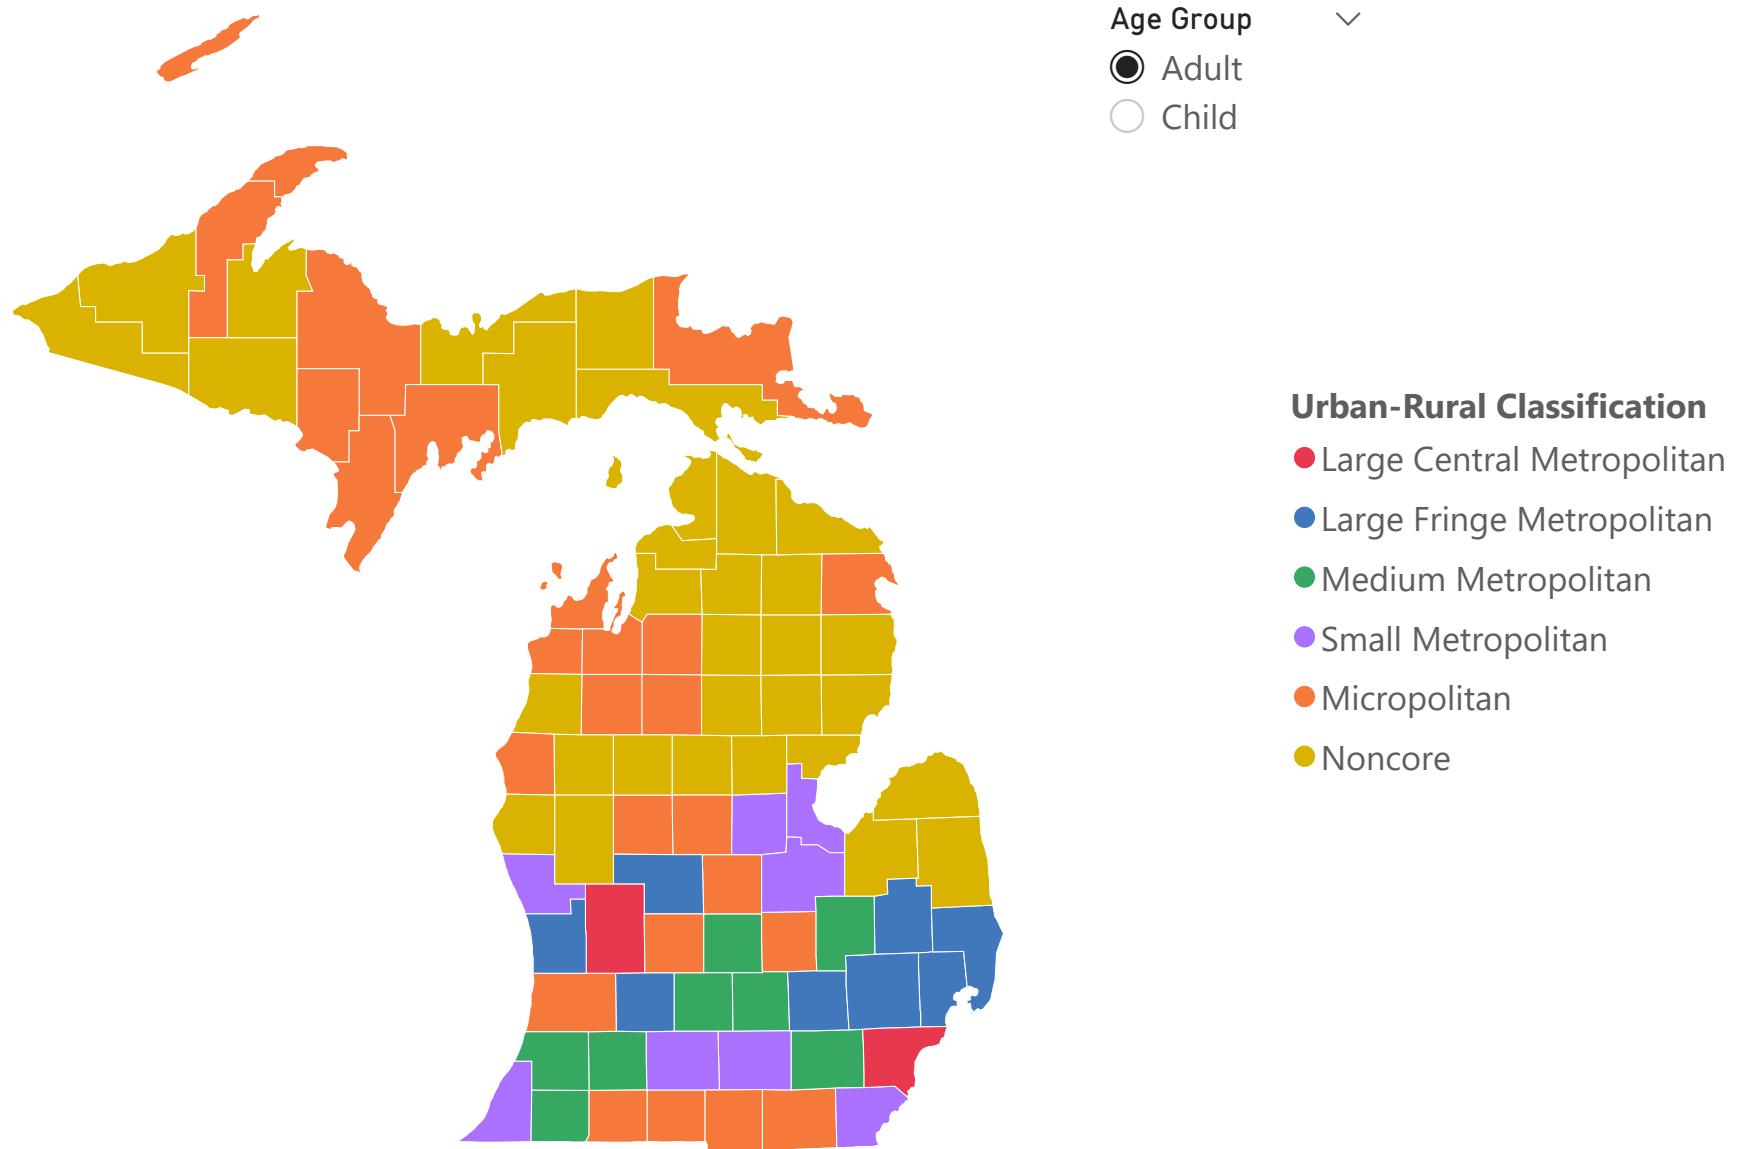 Age Group
Adult
Child
Urban-Rural Classification
Large Central Metropolitan
Large Fringe Metropolitan
Medium Metropolitan
Small Metropolitan
Micropolitan
Noncore